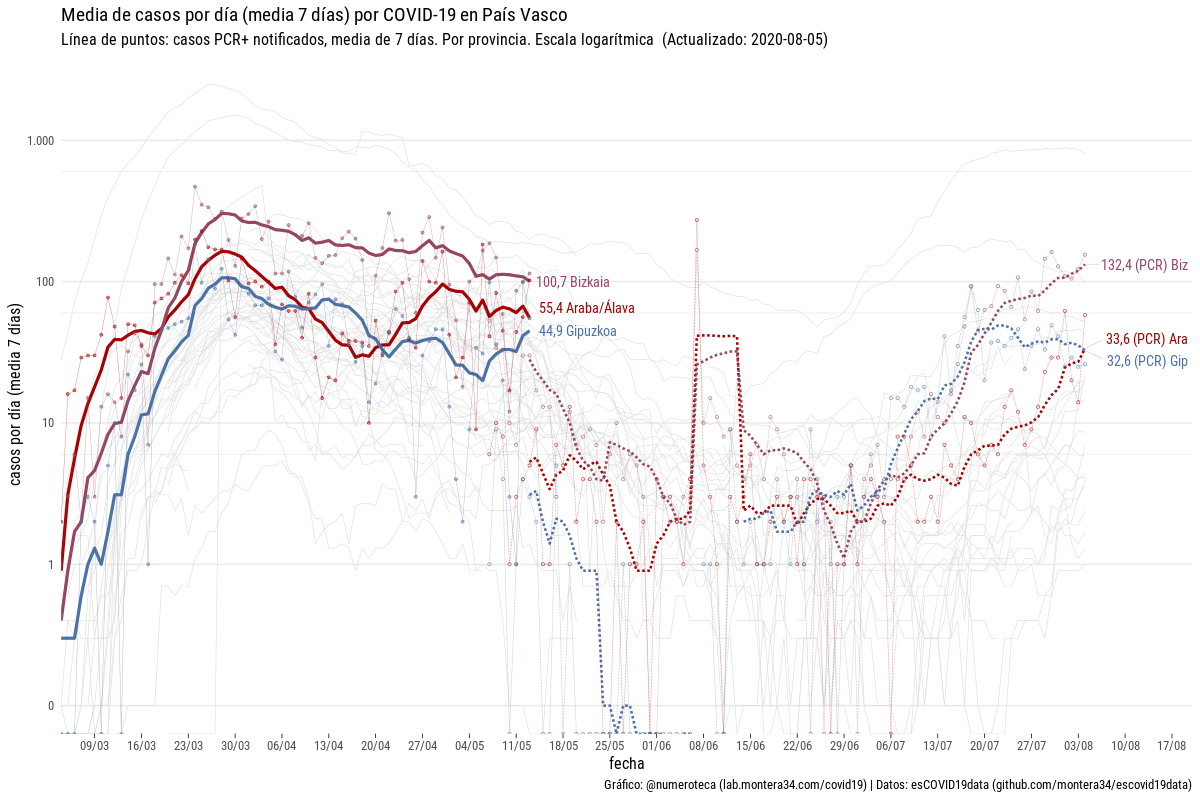 Media de casos por día (media 7 días) por COVID-19 en País Vasco
Línea de puntos: casos PCR+ notificados, media de 7 días. Por provincia. Escala logarítmica (Actualizado: 2020-08-05)
casos por día (media 7 días)
1.000
100
10
1
0
100,7 Bizkaia
55,4 Araba/Álava
44,9 Gipuzkoa
132,4 (PCR) Biz
33,6 (PCR) Ara
32,6 (PCR) Gip
09/03 16/03 23/03 30/03 06/04 13/04 20/04 27/04 04/05 11/05 18/05 25/05 01/06 08/06 15/06 22/06 29/06 06/07 13/07 20/07 27/07 03/08 10/08 17/08
fecha
Gráfico: @numeroteca (lab.montera34.com/covid19) | Datos: esCOVID19data (github.com/montera34/escovid19data)